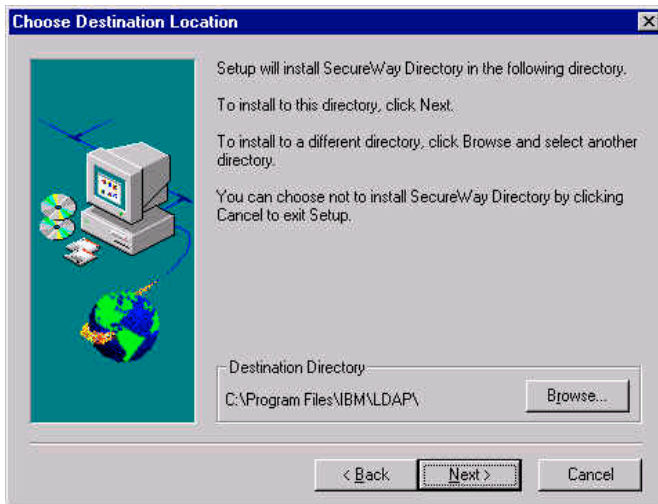 Choose Destination Location
Setup will install SecureWay Directory in the following directory.
To install to this directory, click Next.
To install to a different directory, click Browse and select another
directory.
You can choose not to install SecureWay Directory by clicking
Cancel to exit Setup.
Destination Directory
C:\Program Files\IBM\LDAP\
Browse...
< Back
Next >
Cancel